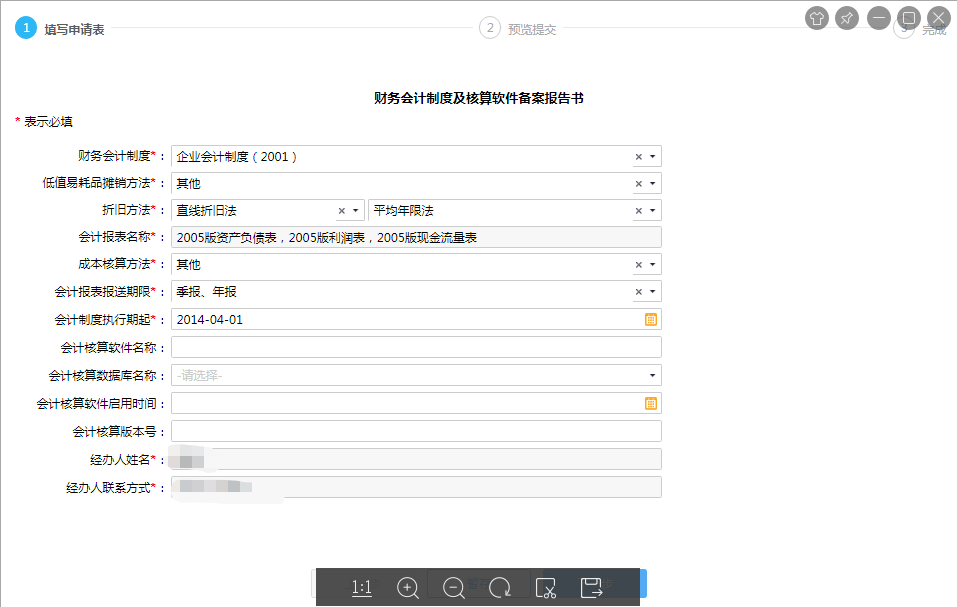 1 填写申请表 2 预览提交 3 完成
财务会计制度及核算软件备案报告书
* 表示必填
财务会计制度*： 企业会计制度（2001）
低值易耗品摊销方法*： 其他
折旧方法*： 直线折旧法 平均年限法
会计报表名称*： 2005版资产负债表，2005版利润表，2005版现金流量表
成本核算方法*： 其他
会计报表报送期限*： 季报、年报
会计制度执行期起*： 2014-04-01
会计核算软件名称：
会计核算数据库名称： -请选择-
会计核算软件启用时间：
会计核算版本号：
经办人姓名*：
经办人联系方式*：
1:1